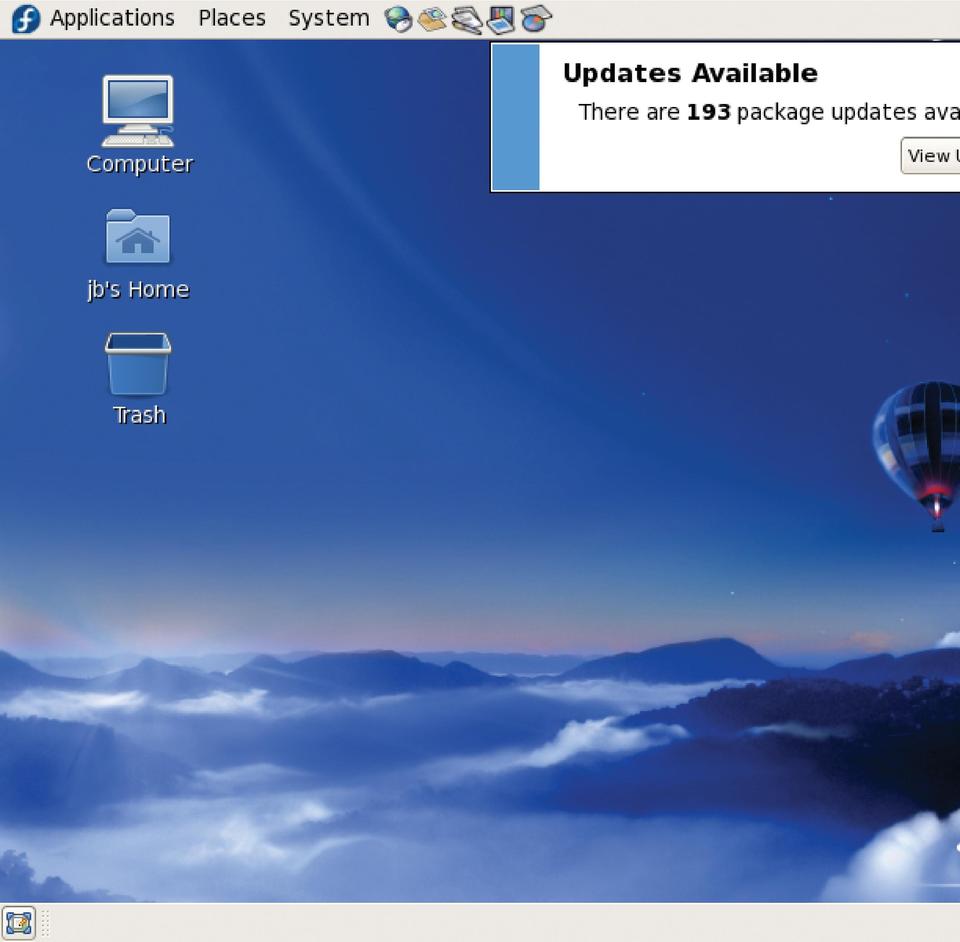 Applications Places System
Updates Available
There are 193 package updates ava
View U
Computer
jb's Home
Trash